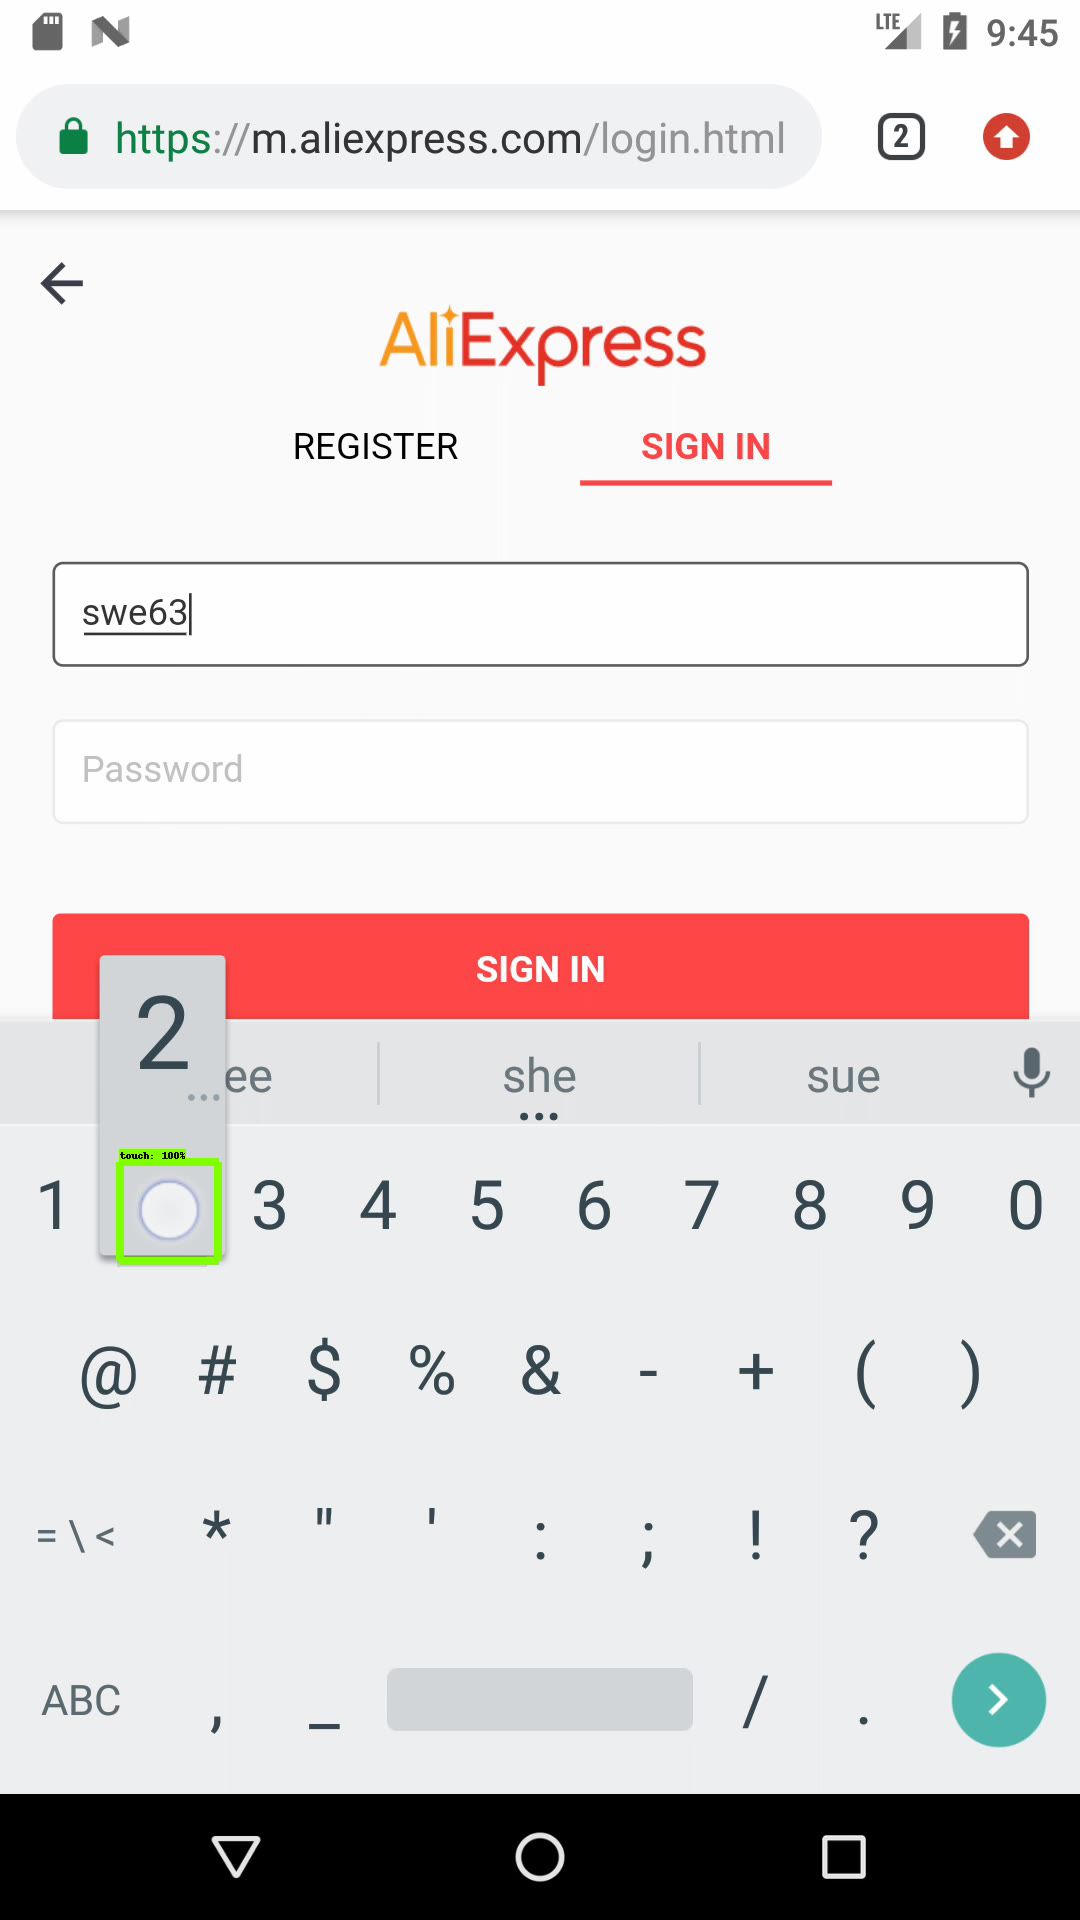 LTE 9:45
https://m.aliexpress.com/login.html 2
AliExpress
REGISTER SIGN IN
swe63
Password
SIGN IN
2
ee she sue
touch: 100%
1 3 4 5 6 7 8 9 0
@ # $ % & - + ( )
= \ < * " ' : ; ! ?
ABC , _ / .